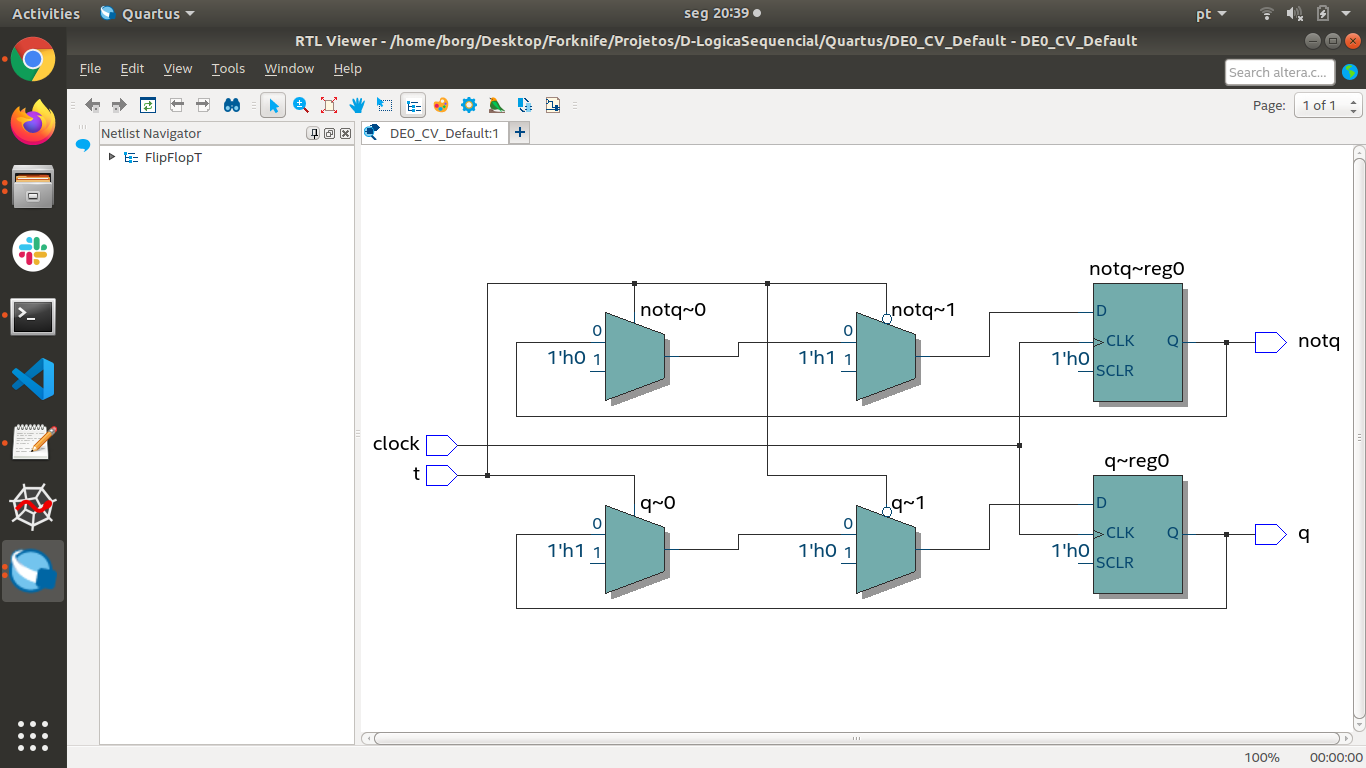 Activities Quartus seg 20:39 pt
RTL Viewer - /home/borg/Desktop/Forknife/Projetos/D-LogicaSequencial/Quartus/DE0_CV_Default - DE0_CV_Default
File Edit View Tools Window Help Search altera.c...
Page: 1 of 1
Netlist Navigator DE0_CV_Default:1 +
FlipFlopT
notq~reg0
notq~0 notq~1 D
0 0 CLK Q notq
1'h0 1 1'h1 1 1'h0 SCLR
clock
t q~reg0
q~0 q~1 D
0 0 CLK Q q
1'h1 1 1'h0 1 1'h0 SCLR
100% 00:00:00